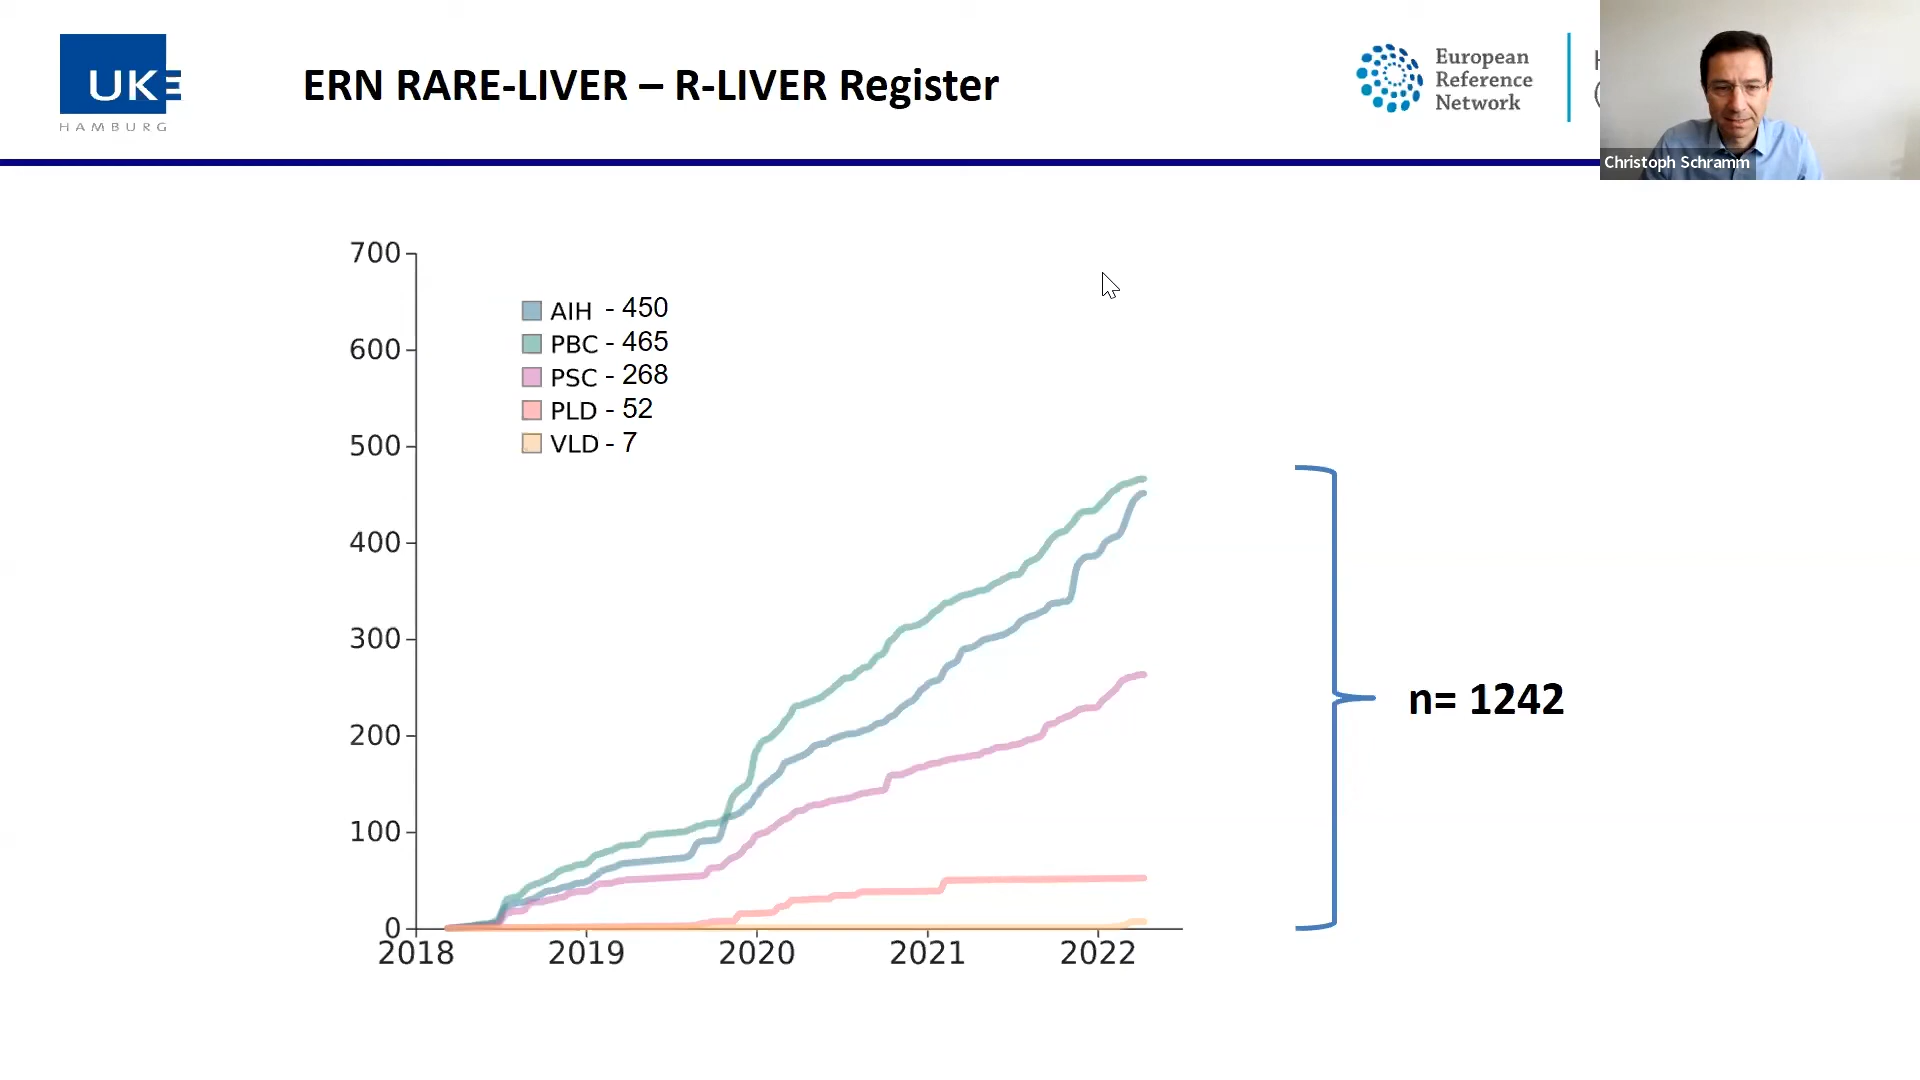 UKE
HAMBURG
ERN RARE-LIVER – R-LIVER Register
European
Reference
Network
Christoph Schramm
700
600
500
400
300
200
100
0
AIH - 450
PBC - 465
PSC - 268
PLD - 52
VLD - 7
n= 1242
2018 2019 2020 2021 2022